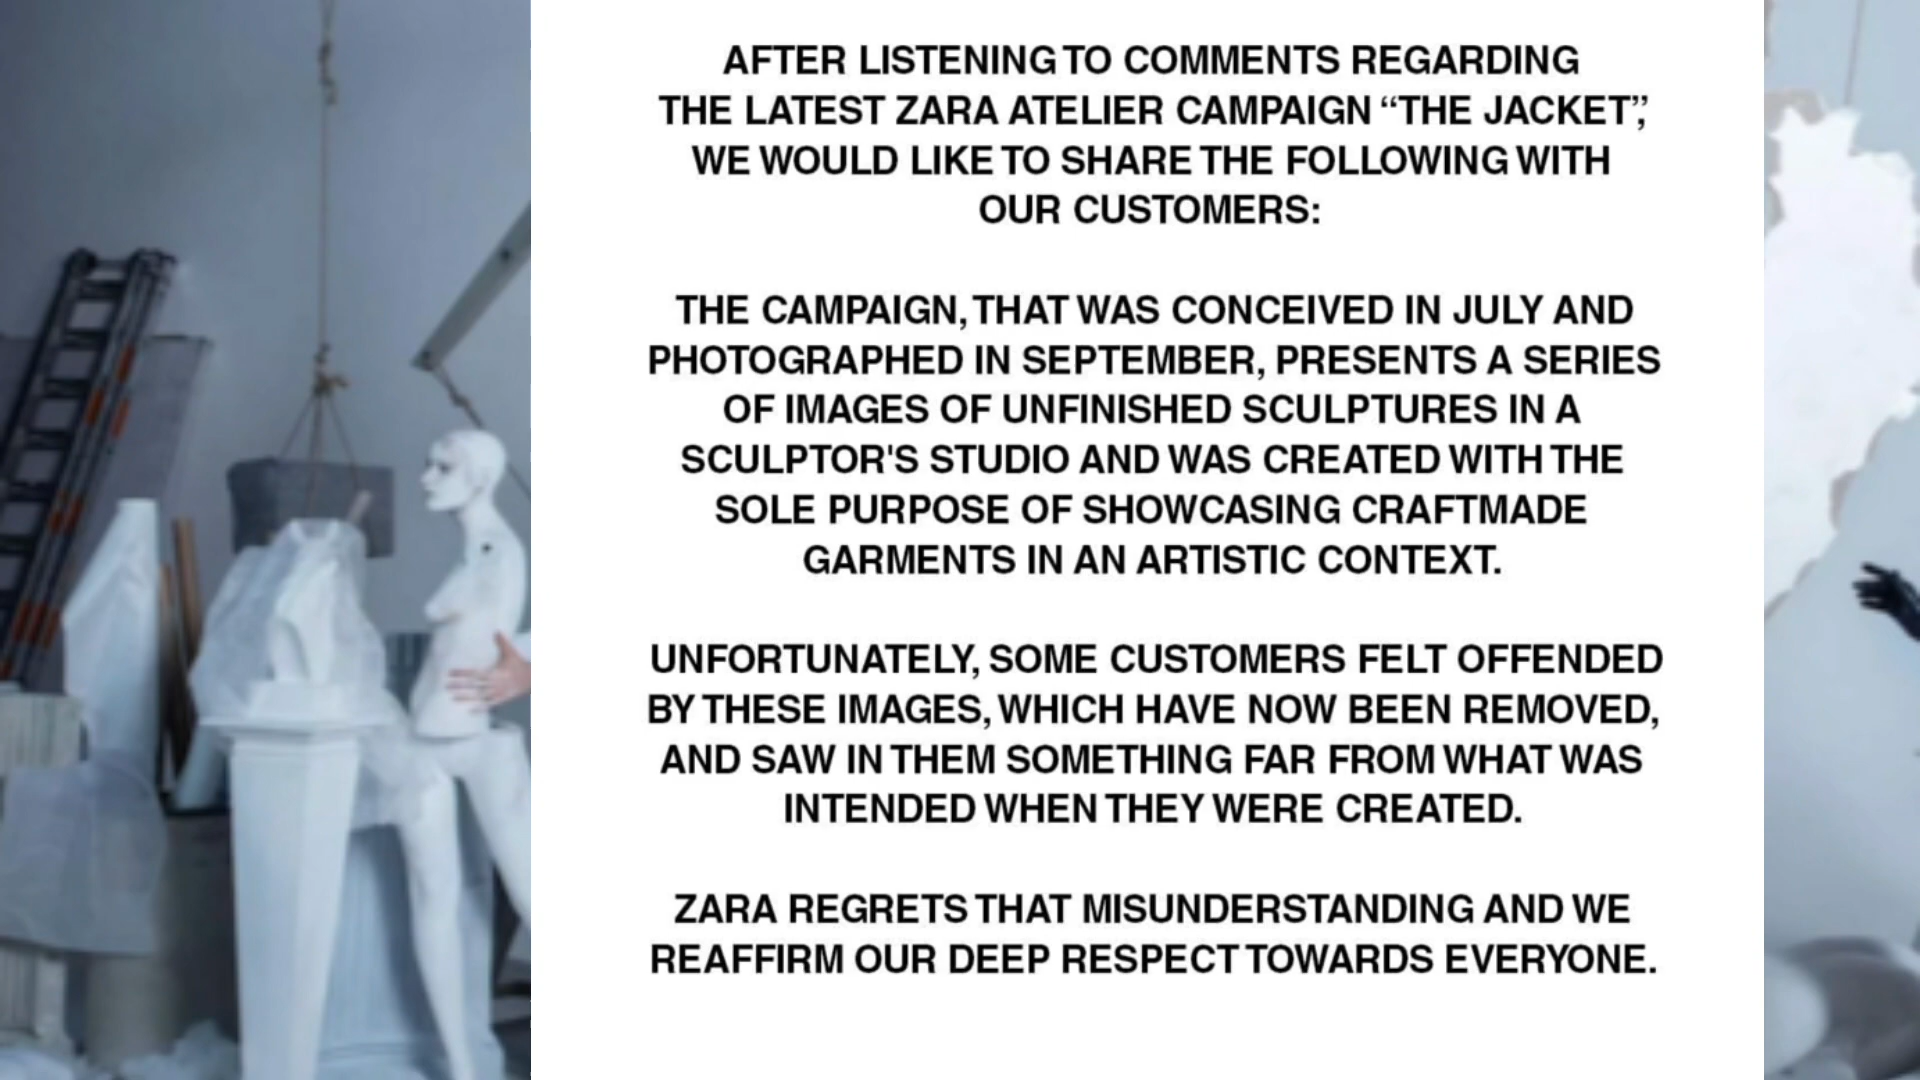 AFTER LISTENING TO COMMENTS REGARDING
THE LATEST ZARA ATELIER CAMPAIGN “THE JACKET”,
WE WOULD LIKE TO SHARE THE FOLLOWING WITH
OUR CUSTOMERS:
THE CAMPAIGN, THAT WAS CONCEIVED IN JULY AND
PHOTOGRAPHED IN SEPTEMBER, PRESENTS A SERIES
OF IMAGES OF UNFINISHED SCULPTURES IN A
SCULPTOR'S STUDIO AND WAS CREATED WITH THE
SOLE PURPOSE OF SHOWCASING CRAFTMADE
GARMENTS IN AN ARTISTIC CONTEXT.
UNFORTUNATELY, SOME CUSTOMERS FELT OFFENDED
BY THESE IMAGES, WHICH HAVE NOW BEEN REMOVED,
AND SAW IN THEM SOMETHING FAR FROM WHAT WAS
INTENDED WHEN THEY WERE CREATED.
ZARA REGRETS THAT MISUNDERSTANDING AND WE
REAFFIRM OUR DEEP RESPECT TOWARDS EVERYONE.